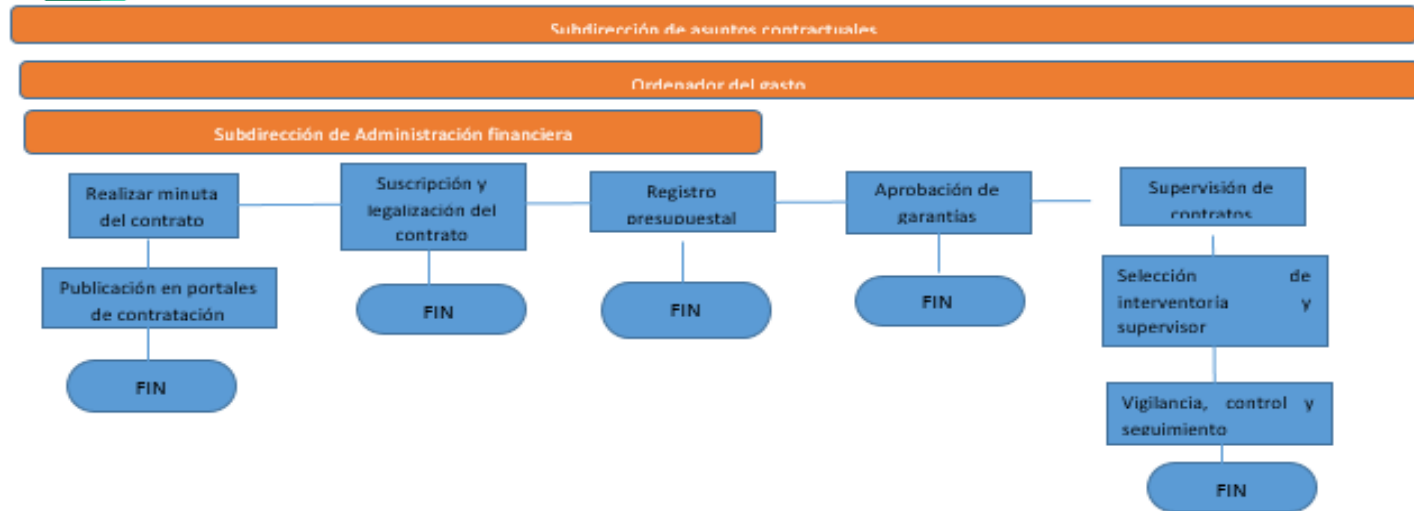 Subdirección de asuntos contractuales
Ordenador del gasto
Subdirección de Administración financiera
Realizar minuta
del contrato
Suscripción y
legalización del
contrato
Registro
presupuestal
Aprobación de
garantías
Supervisión de
contratos
Publicación en portales
de contratación
FIN
FIN
FIN
FIN
Selección de
interventoría y
supervisor
Vigilancia, control y
seguimiento
FIN